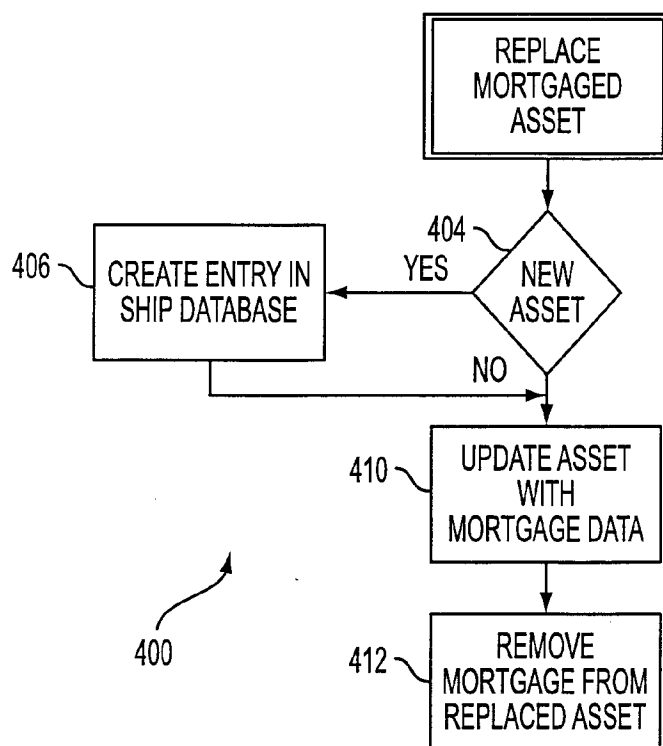 REPLACE
MORTGAGED
ASSET
404
YES
NEW
ASSET
406
CREATE ENTRY IN
SHIP DATABASE
NO
410
UPDATE ASSET
WITH
MORTGAGE DATA
400
412
REMOVE
MORTGAGE FROM
REPLACED ASSET